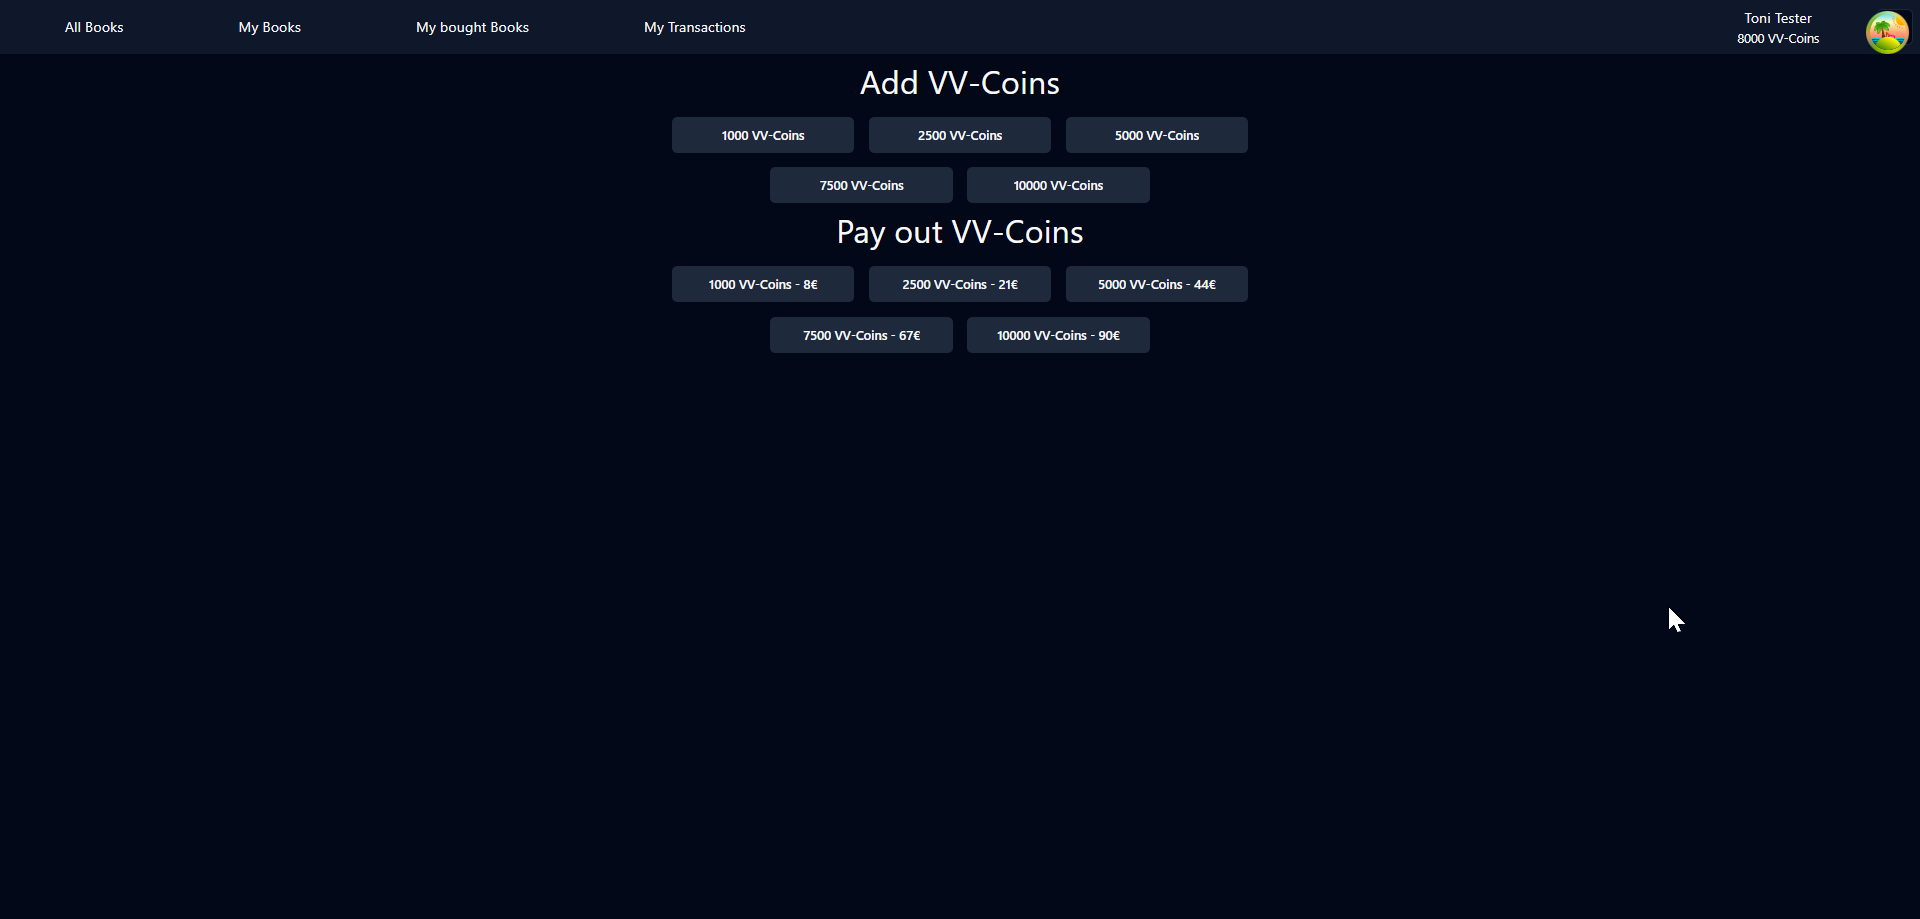 All Books
My Books
My bought Books
My Transactions
Toni Tester
8000 VV-Coins
Add VV-Coins
1000 VV-Coins
2500 VV-Coins
5000 VV-Coins
7500 VV-Coins
10000 VV-Coins
Pay out VV-Coins
1000 VV-Coins - 8€
2500 VV-Coins - 21€
5000 VV-Coins - 44€
7500 VV-Coins - 67€
10000 VV-Coins - 90€